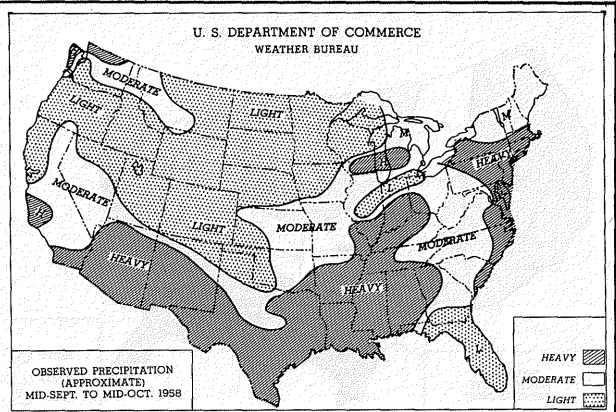 U. S. DEPARTMENT OF COMMERCE
WEATHER BUREAU
MODERATE
LIGHT
LIGHT
M
M
HEAVY
MODERATE
L
H
LIGHT
MODERATE
MODERATE
HEAVY
HEAVY
L
OBSERVED PRECIPITATION
(APPROXIMATE)
MID-SEPT. TO MID-OCT. 1958
HEAVY
MODERATE
LIGHT